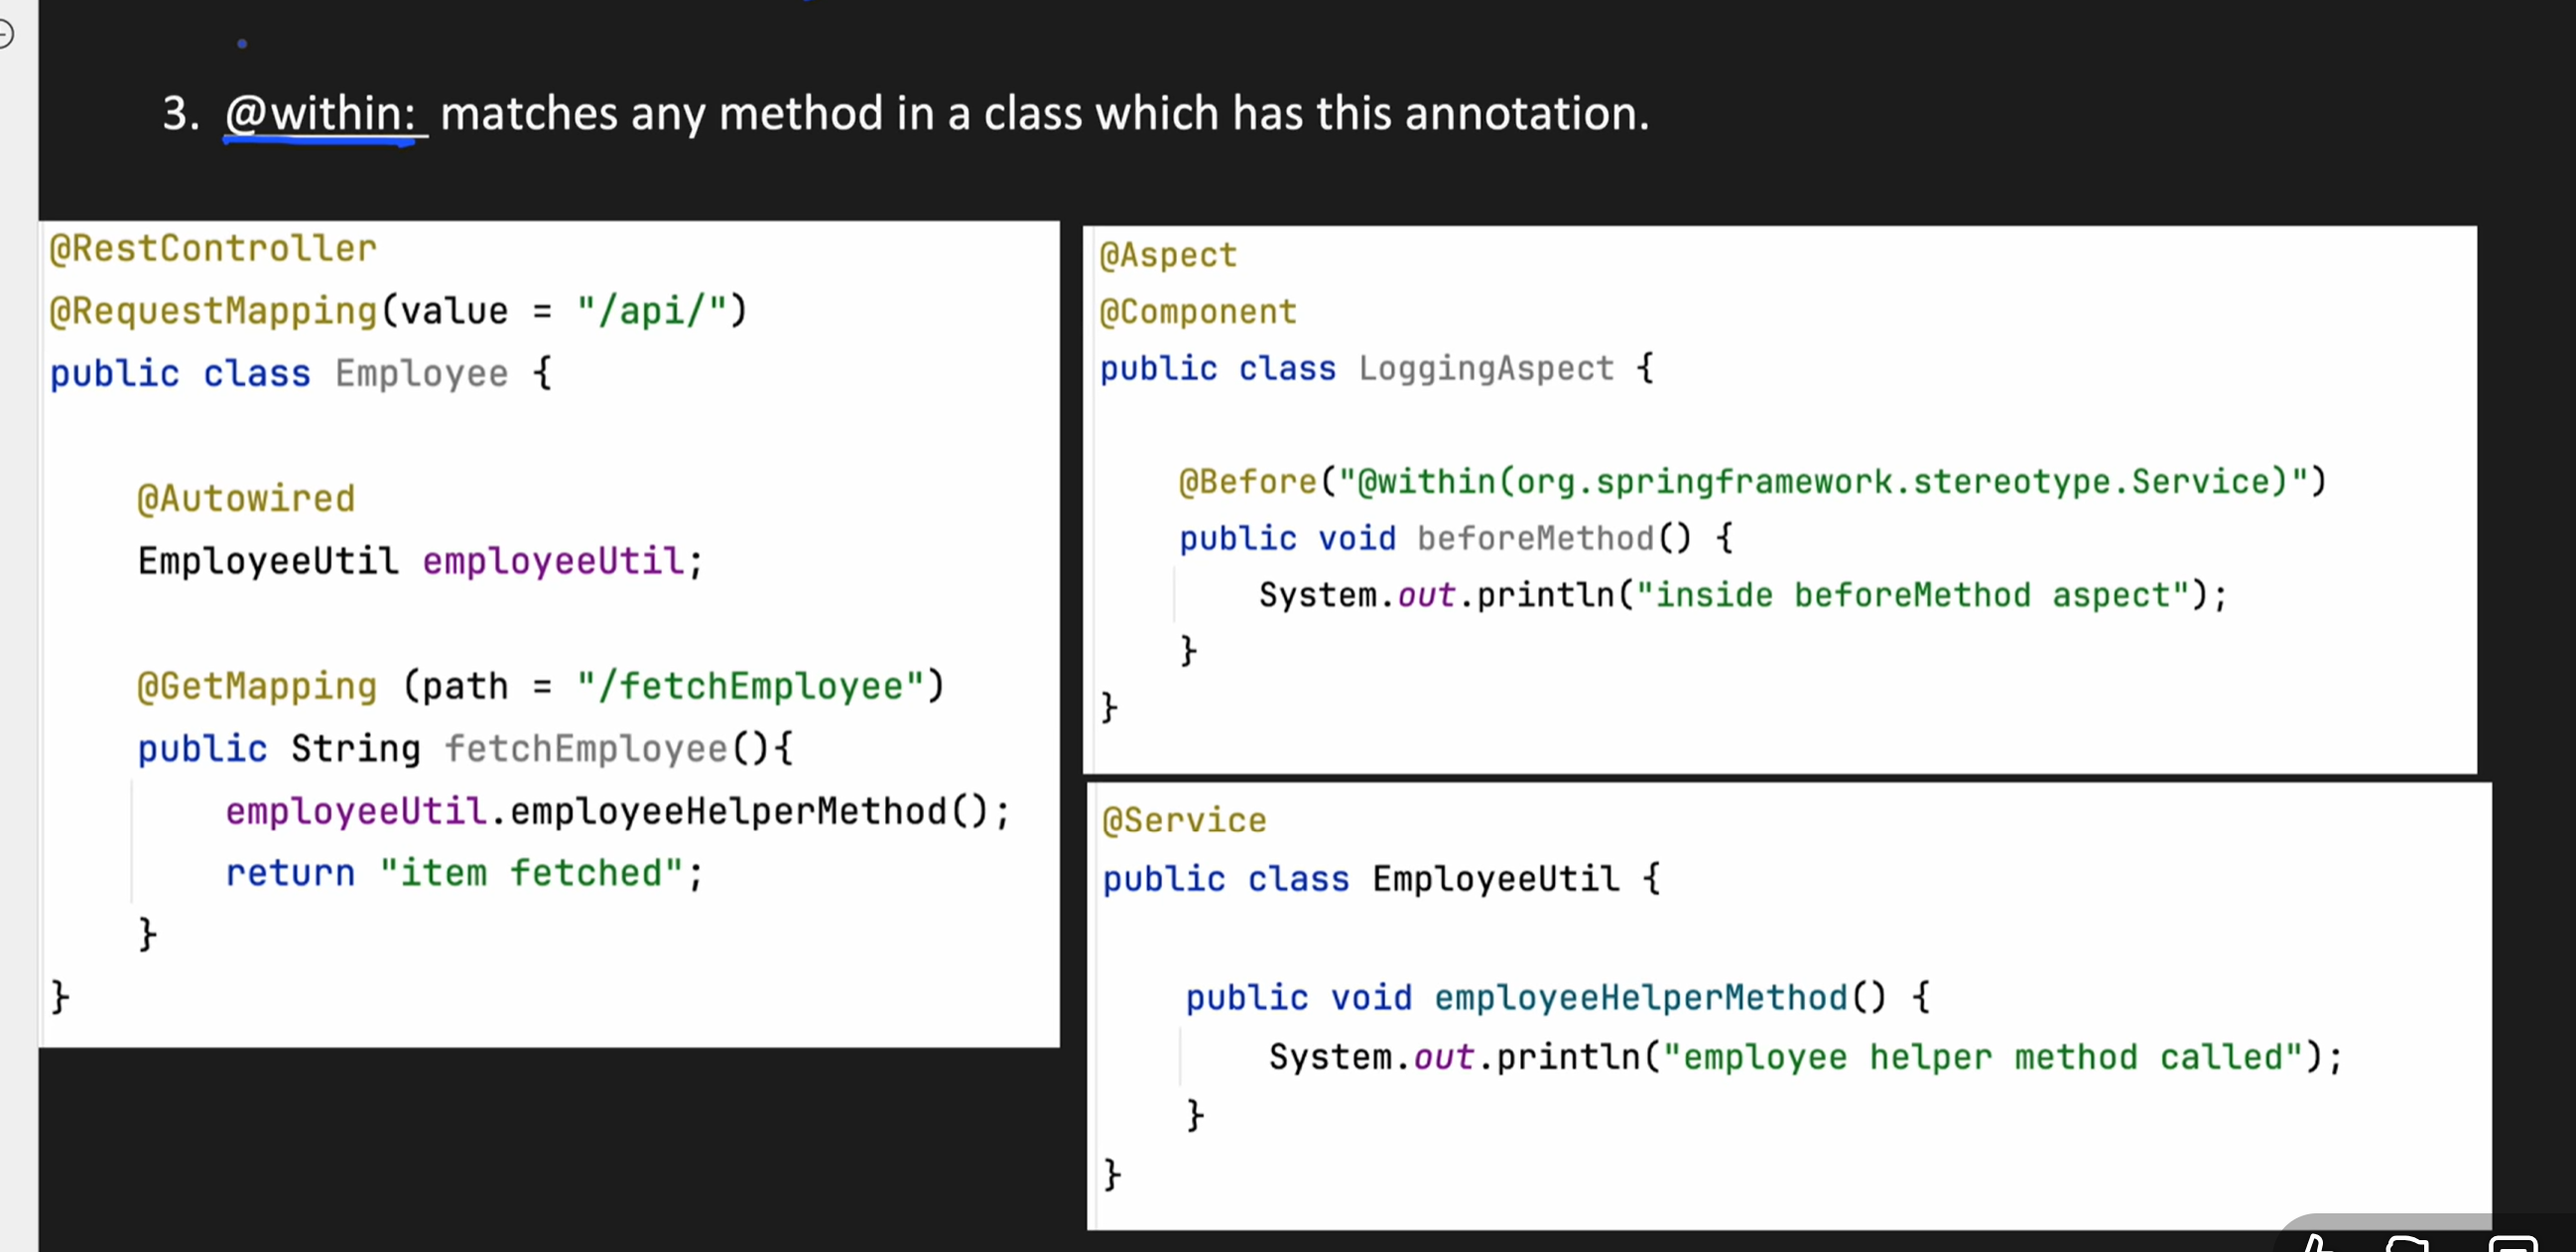 3. @within: matches any method in a class which has this annotation.
@RestController
@RequestMapping(value = "/api/")
public class Employee {
@Autowired
EmployeeUtil employeeUtil;
@GetMapping (path = "/fetchEmployee")
public String fetchEmployee(){
employeeUtil.employeeHelperMethod();
return "item fetched";
}
}
@Aspect
@Component
public class LoggingAspect {
@Before("@within(org.springframework.stereotype.Service)")
public void beforeMethod() {
System.out.println("inside beforeMethod aspect");
}
}
@Service
public class EmployeeUtil {
public void employeeHelperMethod() {
System.out.println("employee helper method called");
}
}